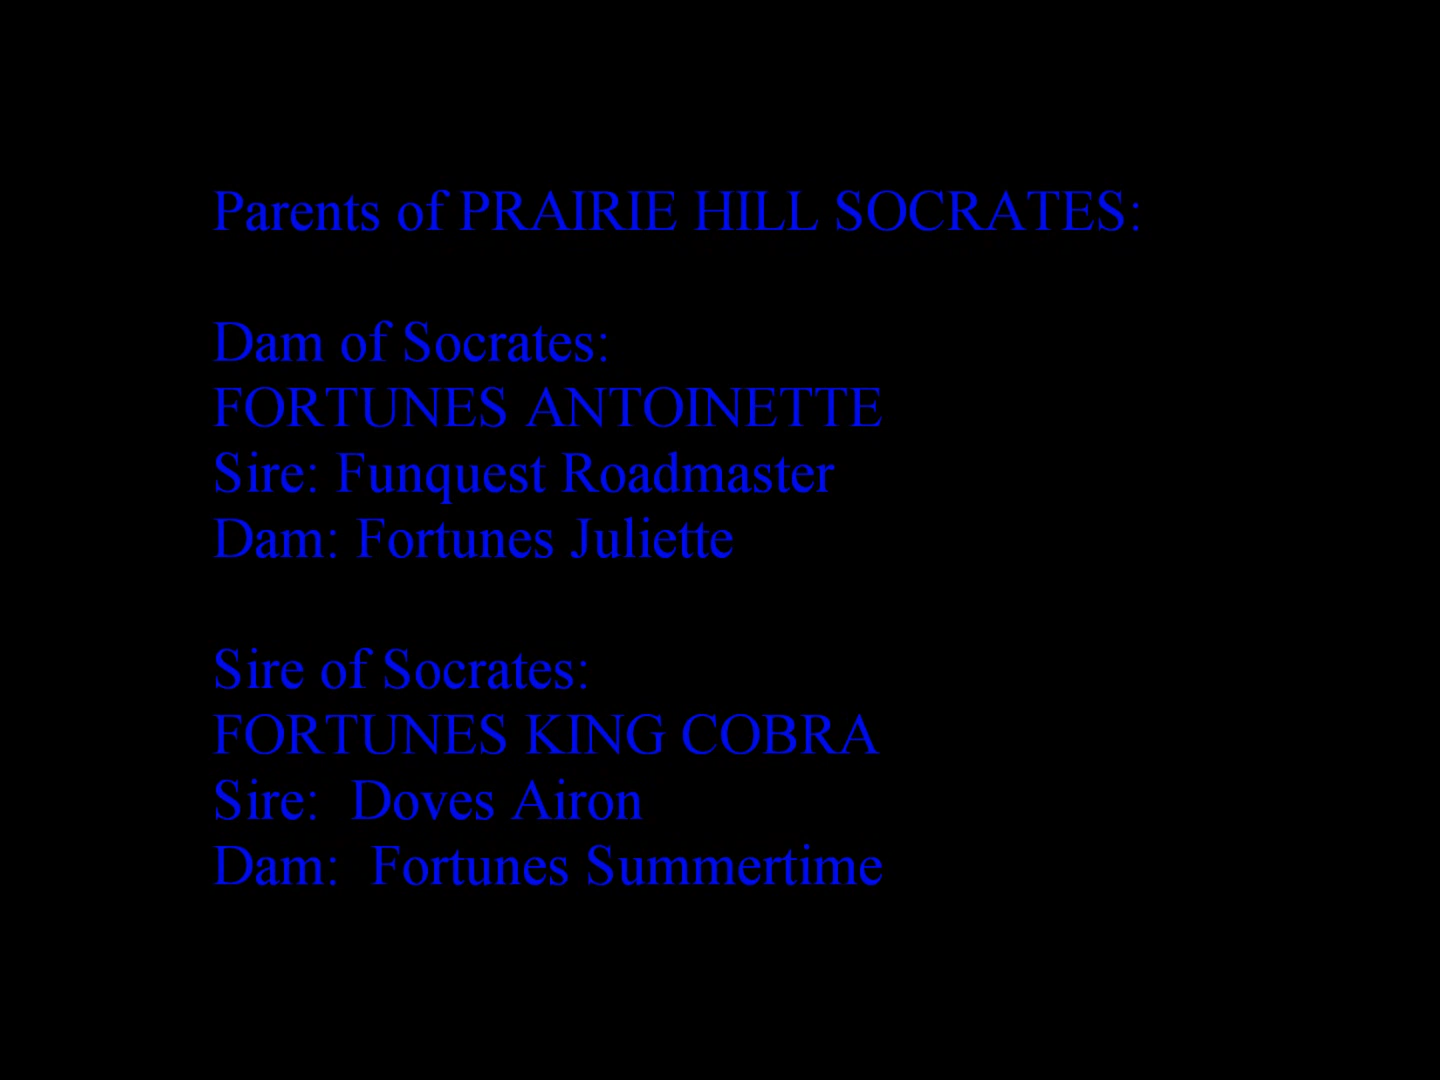 Parents of PRAIRIE HILL SOCRATES:
Dam of Socrates:
FORTUNES ANTOINETTE
Sire: Funquest Roadmaster
Dam: Fortunes Juliette
Sire of Socrates:
FORTUNES KING COBRA
Sire:  Doves Airon
Dam:  Fortunes Summertime